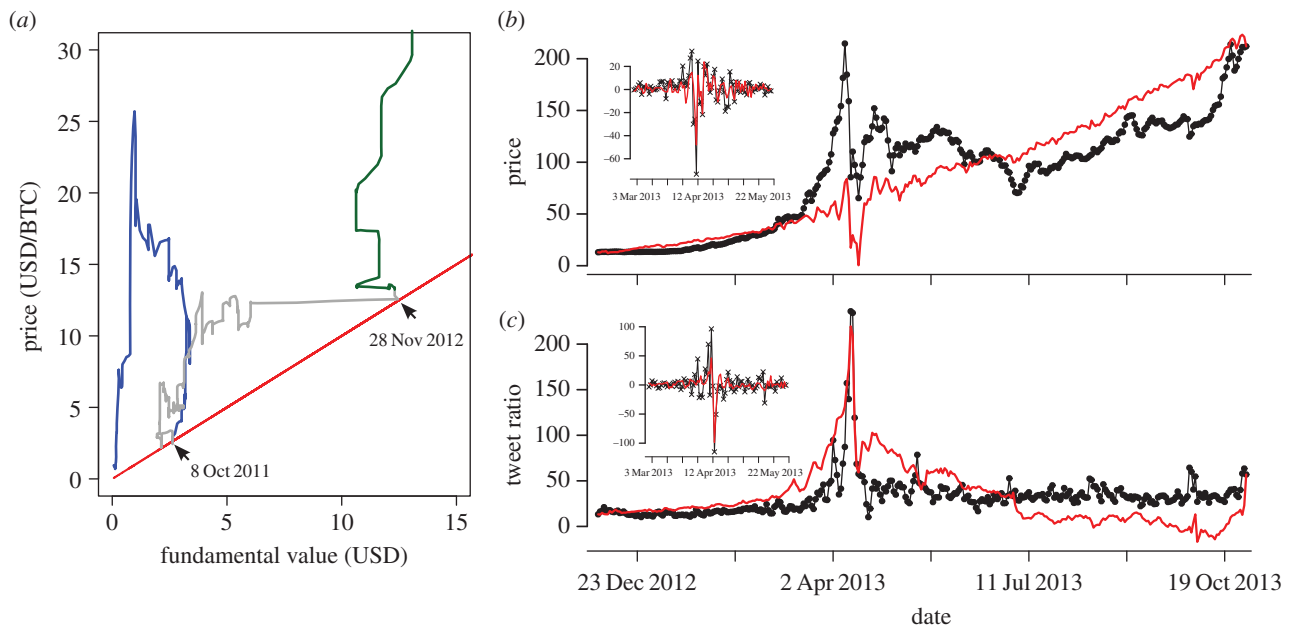 (a)
30
25
20
15
10
5
0
price (USD/BTC)
28 Nov 2012
8 Oct 2011
0 5 10 15
fundamental value (USD)
(b)
200
150
100
50
0
price
20
0
–20
–60
3 Mar 2013 12 Apr 2013 22 May 2013
(c)
200
150
100
50
0
tweet ratio
100
50
0
–50
–100
3 Mar 2013 12 Apr 2013 22 May 2013
23 Dec 2012 2 Apr 2013 11 Jul 2013 19 Oct 2013
date